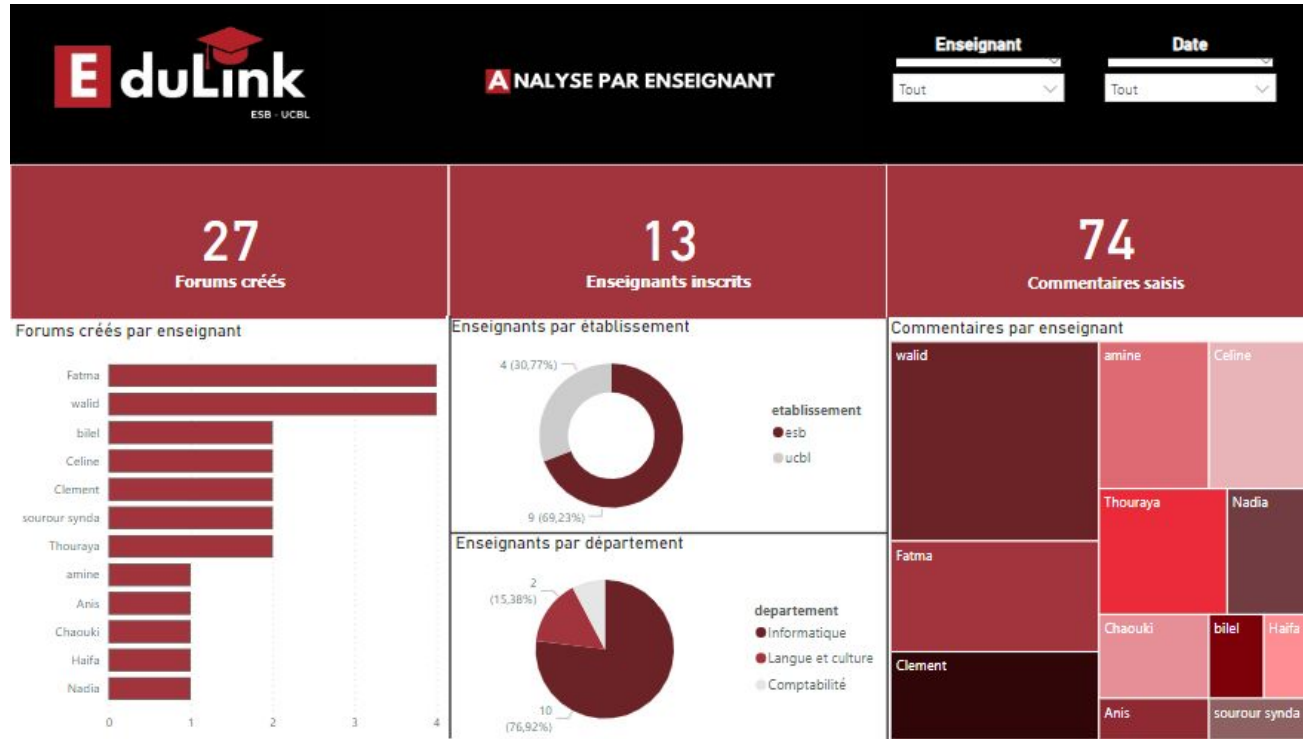 EduLink
ESB - UCBL
ANALYSE PAR ENSEIGNANT
Enseignant
Tout
Date
Tout
27
Forums créés
13
Enseignants inscrits
74
Commentaires saisis
Forums créés par enseignant
Fatma
walid
bilel
Celine
Clement
sourour synda
Thouraya
amine
Anis
Chaouki
Haifa
Nadia
0 1 2 3 4
Enseignants par établissement
4 (30,77%)
9 (69,23%)
etablissement
esb
ucbl
Enseignants par département
2
(15,38%)
10
(76,92%)
departement
Informatique
Langue et culture
Comptabilité
Commentaires par enseignant
walid
amine
Celine
Thouraya
Nadia
Fatma
Chaouki
bilel
Haifa
Clement
Anis
sourour synda